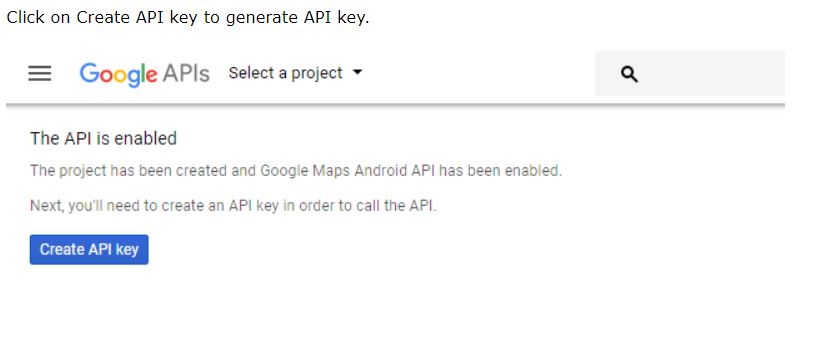 Click on Create API key to generate API key.
Google APIs Select a project
The API is enabled
The project has been created and Google Maps Android API has been enabled.
Next, you'll need to create an API key in order to call the API.
Create API key